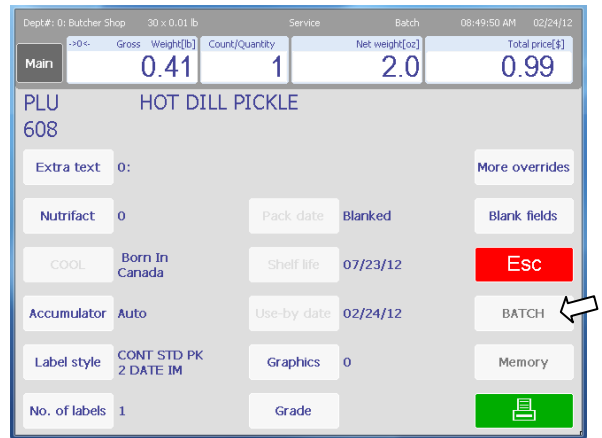 Dept#: 0: Butcher Shop 30 x 0.01 lb Service Batch 08:49:50 AM 02/24/12
Main ->0<- Gross Weight[lb] Count/Quantity Net weight[oz] Total price[$]
0.41 1 2.0 0.99
PLU HOT DILL PICKLE
608
Extra text 0: More overrides
Nutrifact 0 Pack date Blanked Blank fields
COOL Born In Canada Shelf life 07/23/12 Esc
Accumulator Auto Use-by date 02/24/12 BATCH
Label style CONT STD PK 2 DATE IM Graphics 0 Memory
No. of labels 1 Grade